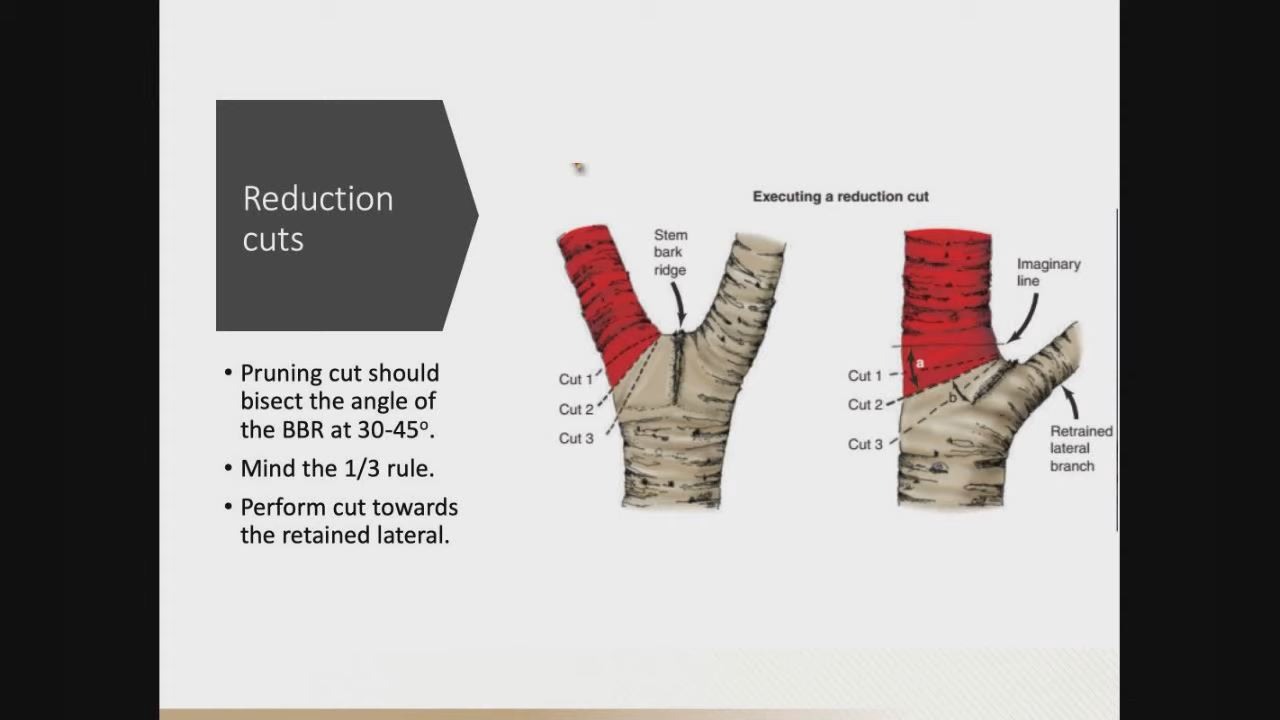 Reduction
cuts
• Pruning cut should
bisect the angle of
the BBR at 30-45º.
• Mind the 1/3 rule.
• Perform cut towards
the retained lateral.
Executing a reduction cut
Stem
bark
ridge
Cut 1
Cut 2
Cut 3
Imaginary
line
a
b
Cut 1
Cut 2
Cut 3
Retrained
lateral
branch